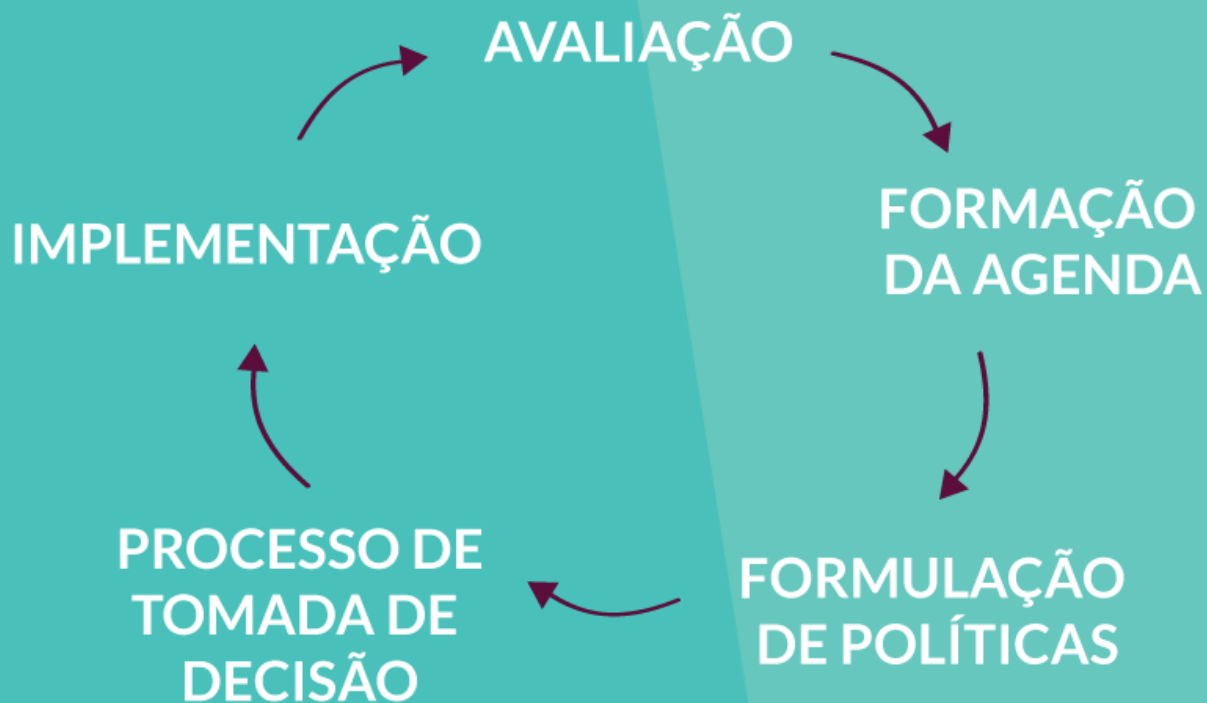 AVALIAÇÃO
FORMAÇÃO
DA AGENDA
FORMULAÇÃO
DE POLÍTICAS
PROCESSO DE
TOMADA DE
DECISÃO
IMPLEMENTAÇÃO